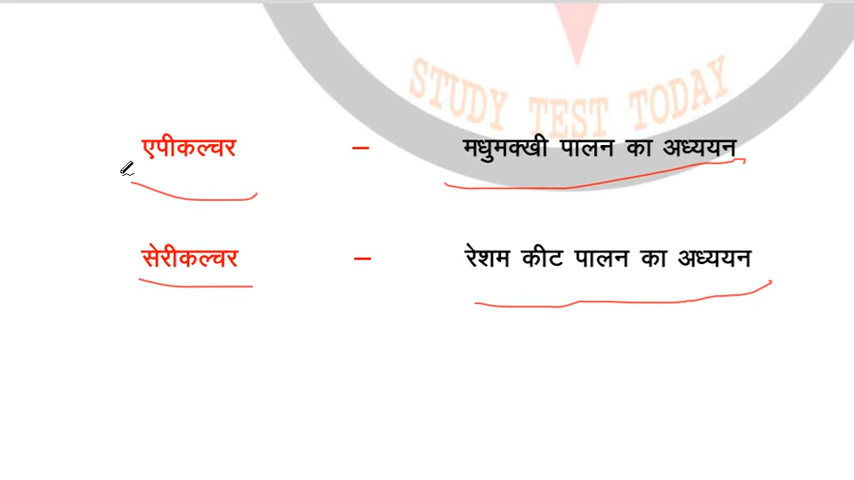 STUDY TEST TODAY
एपीकल्चर – मधुमक्खी पालन का अध्ययन
सेरीकल्चर – रेशम कीट पालन का अध्ययन